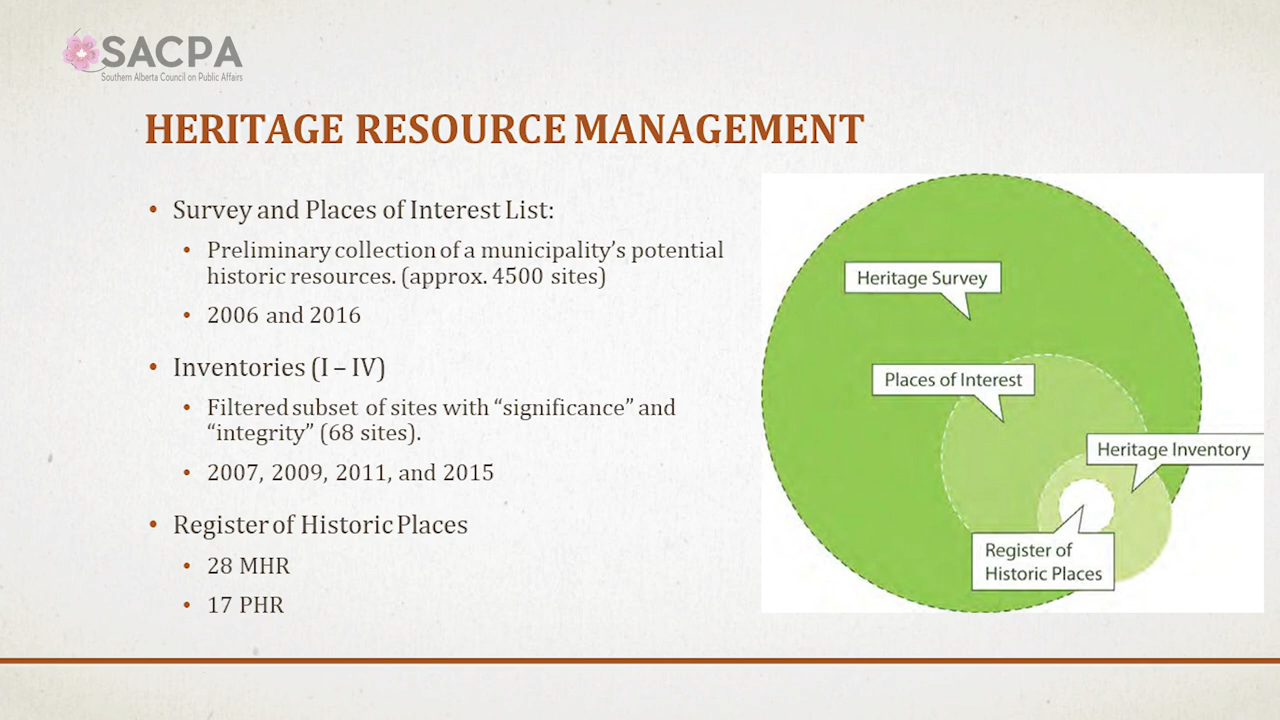 SACPA
Southern Alberta Council on Public Affairs
HERITAGE RESOURCE MANAGEMENT
• Survey and Places of Interest List:
• Preliminary collection of a municipality’s potential
historic resources. (approx. 4500 sites)
• 2006 and 2016
• Inventories (I – IV)
• Filtered subset of sites with “significance” and
“integrity” (68 sites).
• 2007, 2009, 2011, and 2015
• Register of Historic Places
• 28 MHR
• 17 PHR
Heritage Survey
Places of Interest
Heritage Inventory
Register of
Historic Places